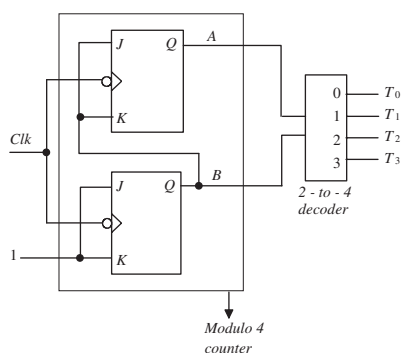 J Q A
K
Clk
0 T0
1 T1
2 T2
3 T3
J Q B
K
1
2 - to - 4
decoder
Modulo 4
counter